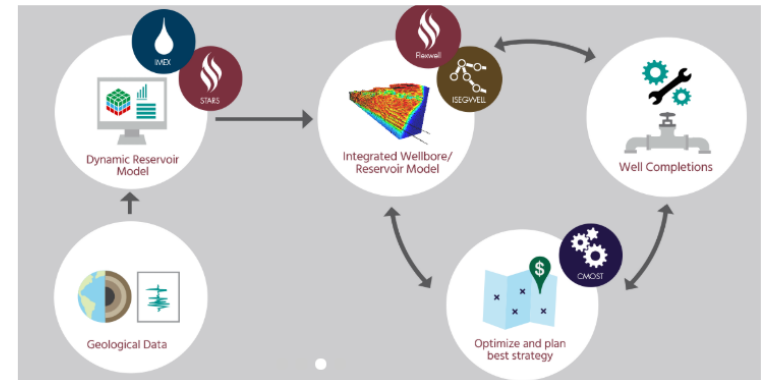 IMEX
STARS
Dynamic Reservoir
Model
Flexwell
ISEGWELL
Integrated Wellbore/
Reservoir Model
Well Completions
Geological Data
$
CMOST
Optimize and plan
best strategy